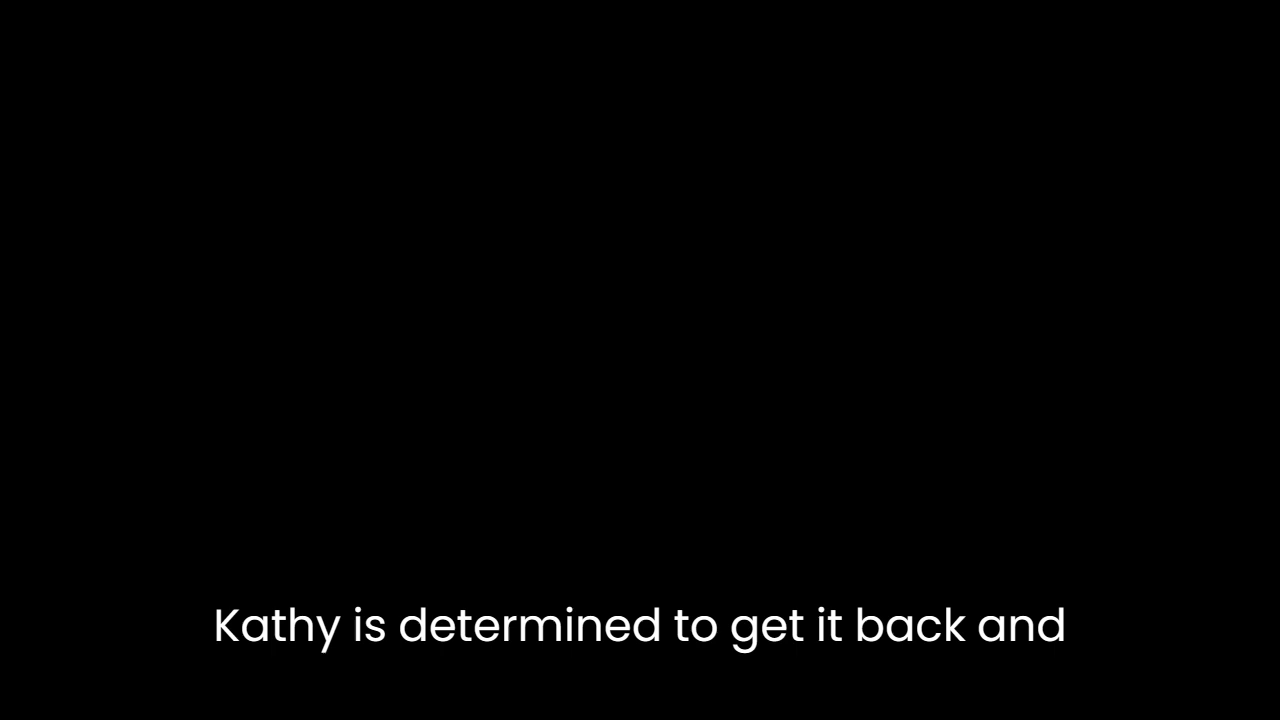 Kathy is determined to get it back and